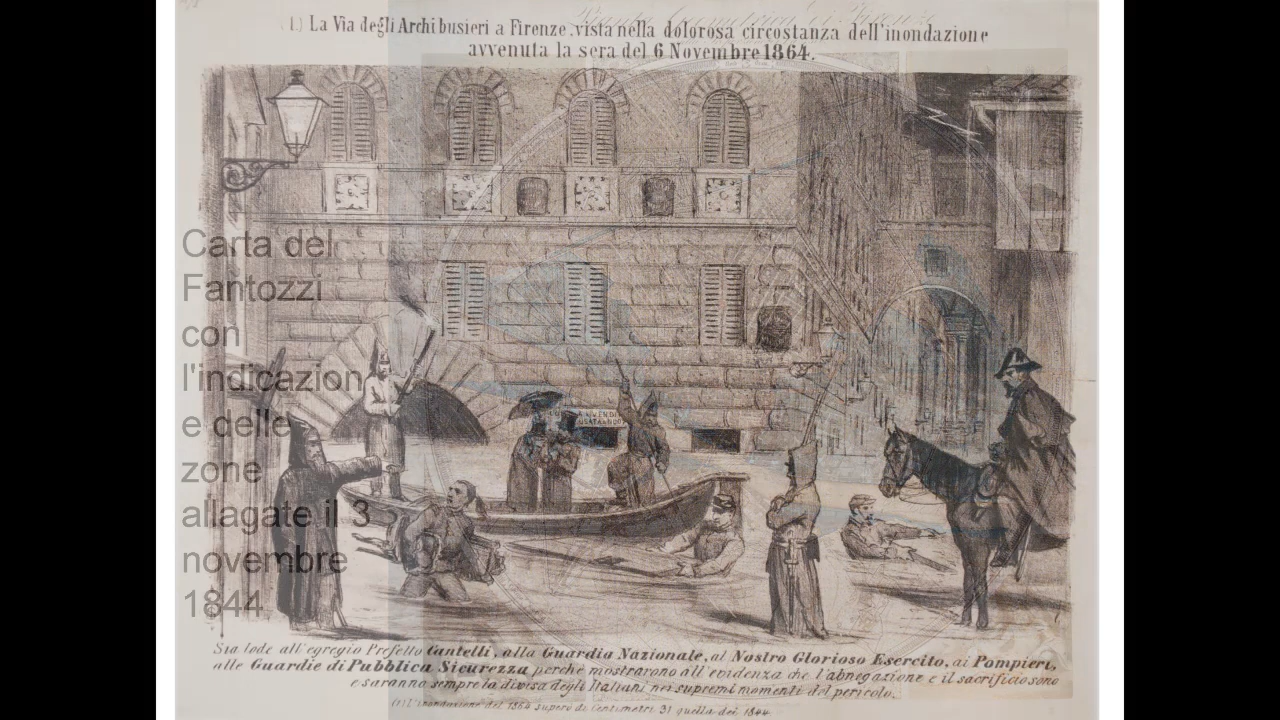 (1.) La Via degli Archibusieri a Firenze, vista nella dolorosa circostanza dell'inondazione
avvenuta la sera del 6 Novembre 1864.
Carta del
Fantozzi
con
l'indicazion
e delle
zone
allagate il 3
novembre
1844
Sia lode all'egregio Prefetto Cantelli, alla Guardia Nazionale, al Nostro Glorioso Esercito, ai Pompieri,
alle Guardie di Pubblica Sicurezza perchè mostrarono all'evidenza che l'abnegazione e il sacrificio sono
e saranno sempre la divisa degli Italiani nei supremi momenti del pericolo.
(1) L'inondazione del 1864 superò di Centimetri 31 quella del 1844